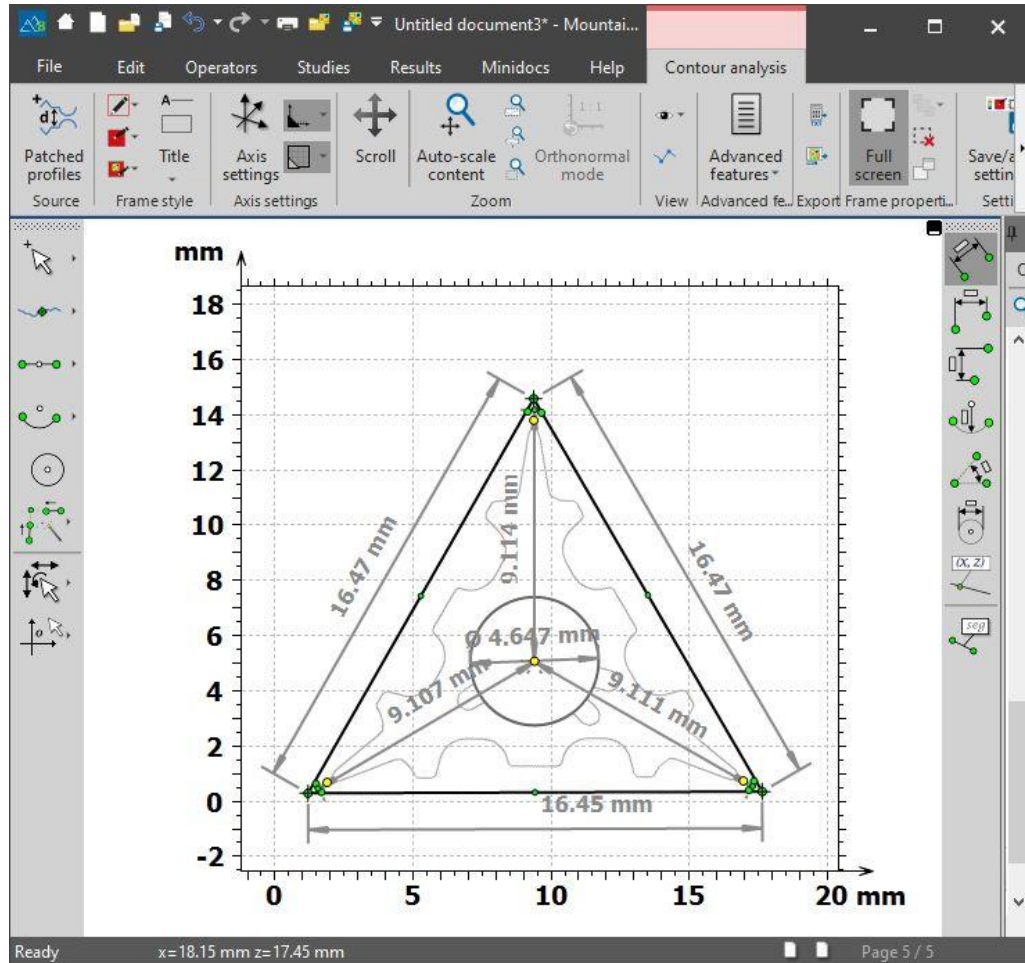 Untitled document3* - Mountai...
File Edit Operators Studies Results Minidocs Help Contour analysis
Patched profiles
Title
Axis settings
Scroll
Auto-scale content
1:1
Orthonormal mode
Advanced features
Full screen
Save/a
settin
Source Frame style Axis settings Zoom View Advanced fe... Export Frame properti... Setti
mm
18
16
14
12
10
8
6
4
2
0
-2
16.47 mm
9.114 mm
16.47 mm
Ø 4.647 mm
9.107 mm
9.111 mm
16.45 mm
0 5 10 15 20 mm
(X, Z)
seg
Ready x=18.15 mm z=17.45 mm Page 5 / 5